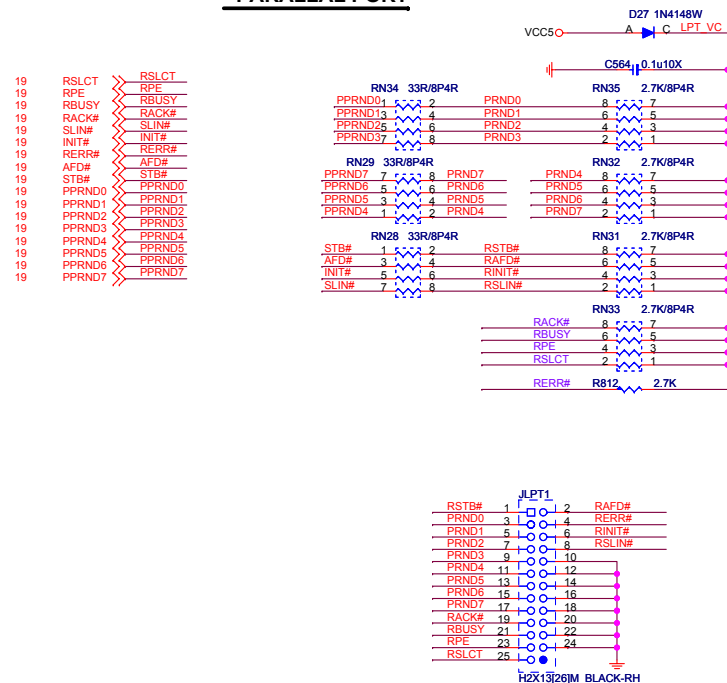 PARALLAL PORT
D27 1N4148W
VCC5 A C LPT_VC
C564 0.1u10X
19 RSLCT RSLCT
19 RPE RPE
19 RBUSY RBUSY
19 RACK# RACK#
19 SLIN# SLIN#
19 INIT# INIT#
19 RERR# RERR#
19 AFD# AFD#
19 STB# STB#
19 PPRND0 PPRND0
19 PPRND1 PPRND1
19 PPRND2 PPRND2
19 PPRND3 PPRND3
19 PPRND4 PPRND4
19 PPRND5 PPRND5
19 PPRND6 PPRND6
19 PPRND7 PPRND7
RN34 33R/8P4R
PPRND0 1 2 PRND0
PPRND1 3 4 PRND1
PPRND2 5 6 PRND2
PPRND3 7 8 PRND3
RN35 2.7K/8P4R
8 7
6 5
4 3
2 1
RN29 33R/8P4R
PPRND7 7 8 PRND7
PPRND6 5 6 PRND6
PPRND5 3 4 PRND5
PPRND4 1 2 PRND4
RN32 2.7K/8P4R
PRND4 8 7
PRND5 6 5
PRND6 4 3
PRND7 2 1
RN28 33R/8P4R
STB# 1 2 RSTB#
AFD# 3 4 RAFD#
INIT# 5 6 RINIT#
SLIN# 7 8 RSLIN#
RN31 2.7K/8P4R
8 7
6 5
4 3
2 1
RN33 2.7K/8P4R
RACK# 8 7
RBUSY 6 5
RPE 4 3
RSLCT 2 1
RERR# R812 2.7K
JLPT1
RSTB# 1 2 RAFD#
PRND0 3 4 RERR#
PRND1 5 6 RINIT#
PRND2 7 8 RSLIN#
PRND3 9 10
PRND4 11 12
PRND5 13 14
PRND6 15 16
PRND7 17 18
RACK# 19 20
RBUSY 21 22
RPE 23 24
RSLCT 25
H2X13[26]M_BLACK-RH